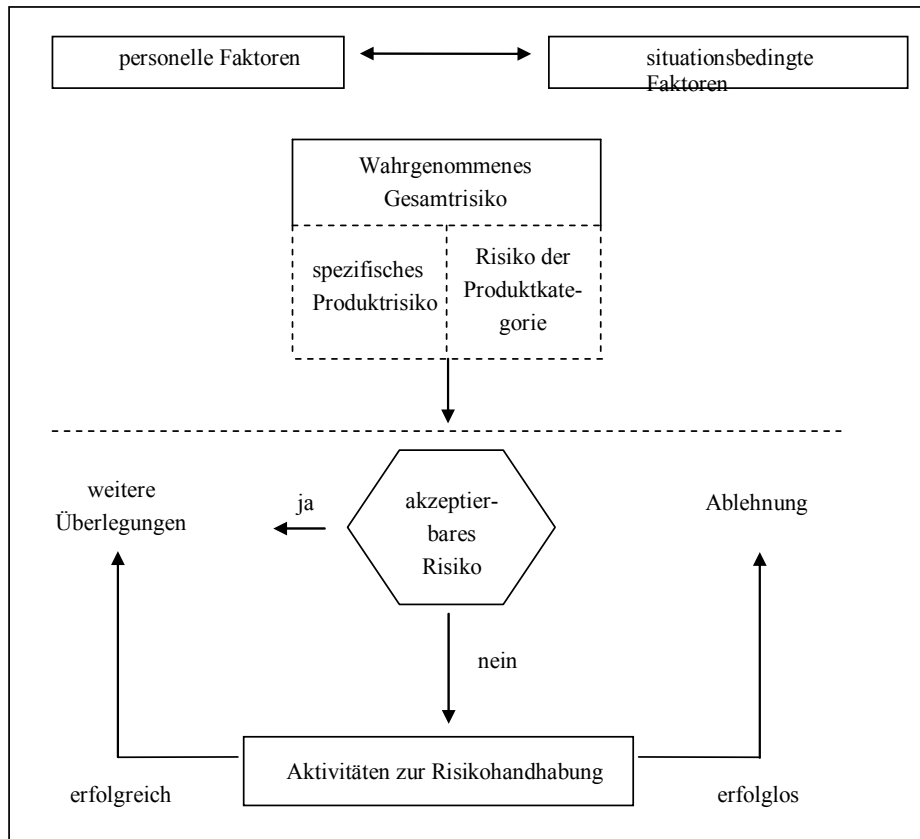 personelle Faktoren
situationsbedingte
Faktoren
Wahrgenommenes
Gesamtrisiko
spezifisches
Produktrisiko
Risiko der
Produktkate-
gorie
weitere
Überlegungen
ja
akzeptier-
bares
Risiko
Ablehnung
nein
Aktivitäten zur Risikohandhabung
erfolgreich
erfolglos